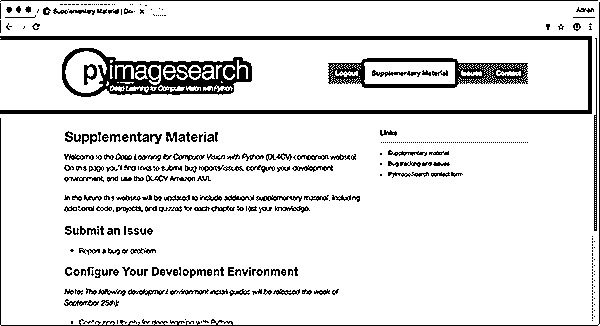 Supplementary Material | De
Adrian
pyimagesearch
Deep Learning for Computer Vision with Python
Logout
Supplementary Material
Issues
Contact
Supplementary Material
Welcome to the Deep Learning for Computer Vision with Python (DL4CV) companion website!
On this page you'll find links to submit bug reports/issues, configure your development
environment, and use the DL4CV Amazon AMI.
In the future this website will be updated to include additional supplementary material, including
additional code, projects, and quizzes for each chapter to test your knowledge.
Submit an Issue
Report a bug or problem
Configure Your Development Environment
Note: The following development environment install guides will be released the week of
September 25th):
Configuring Ubuntu for deep learning with Python
Links
Supplementary material
Bug tracking and issues
PyImageSearch contact form